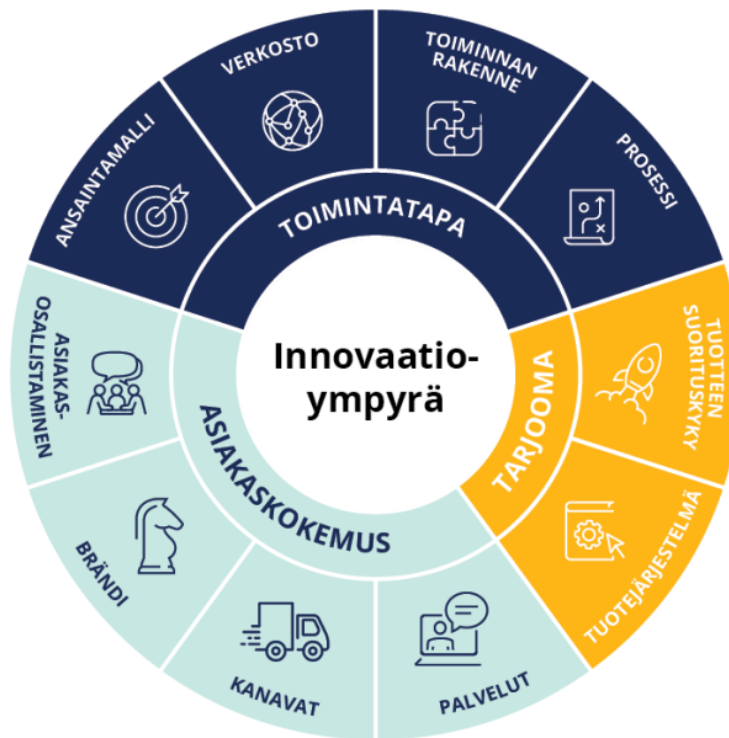 Innovaatio-
ympyrä
TOIMINTATAPA
ANSAINTAMALLI
VERKOSTO
TOIMINNAN
RAKENNE
PROSESSI
TARJOOMA
TUOTTEEN
SUORITUSKYKY
TUOTEJÄRJESTELMÄ
ASIAKASKOKEMUS
PALVELUT
KANAVAT
BRÄNDI
ASIAKAS-
OSALLISTAMINEN